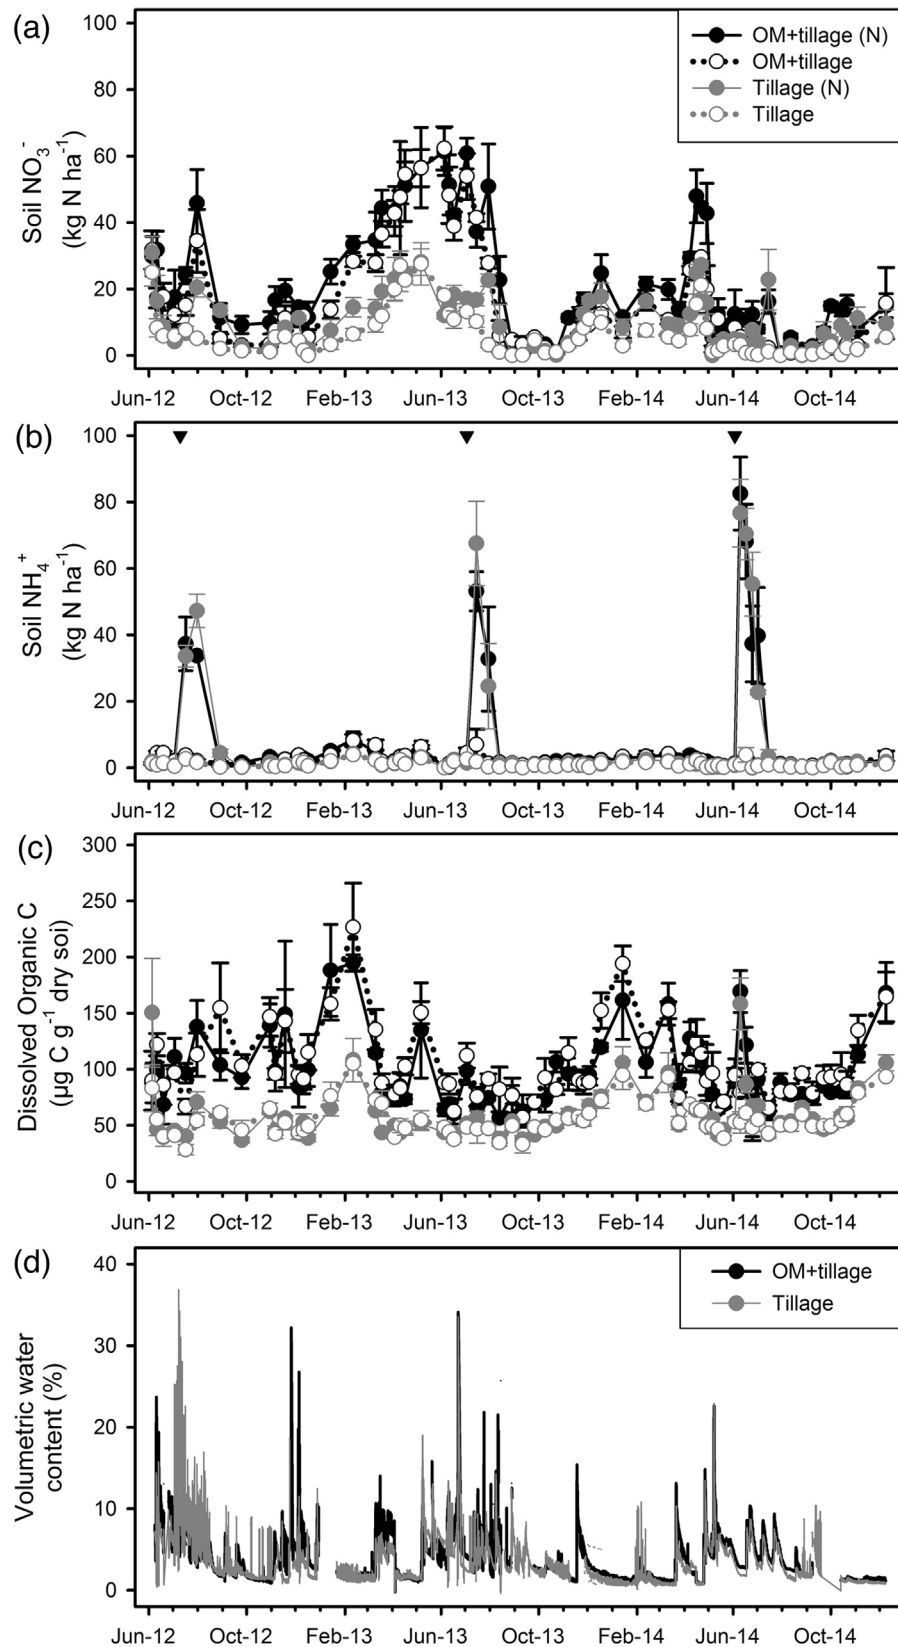 (a)
100
80
60
40
20
0
Soil NO3-
(kg N ha-1)
OM+tillage (N)
OM+tillage
Tillage (N)
Tillage
Jun-12 Oct-12 Feb-13 Jun-13 Oct-13 Feb-14 Jun-14 Oct-14
(b)
100
80
60
40
20
0
Soil NH4+
(kg N ha-1)
Jun-12 Oct-12 Feb-13 Jun-13 Oct-13 Feb-14 Jun-14 Oct-14
(c)
300
250
200
150
100
50
0
Dissolved Organic C
(µg C g-1 dry soi)
Jun-12 Oct-12 Feb-13 Jun-13 Oct-13 Feb-14 Jun-14 Oct-14
(d)
40
30
20
10
0
Volumetric water
content (%)
OM+tillage
Tillage
Jun-12 Oct-12 Feb-13 Jun-13 Oct-13 Feb-14 Jun-14 Oct-14